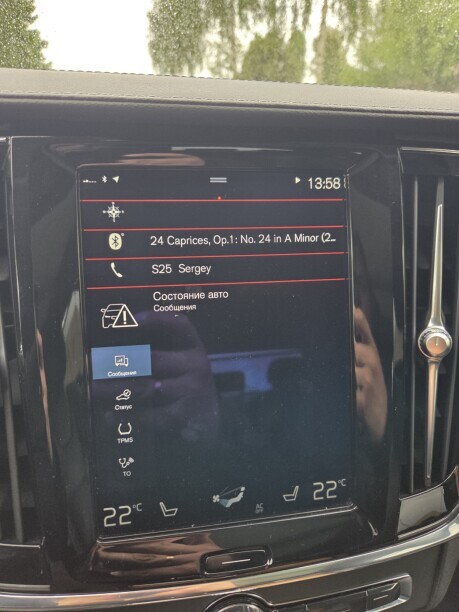 13:58
24 Caprices, Op.1: No. 24 in A Minor (2...
S25 Sergey
Состояние авто
Сообщения
Сообщения
Статус
TPMS
ТО
22°C
AC
22°C